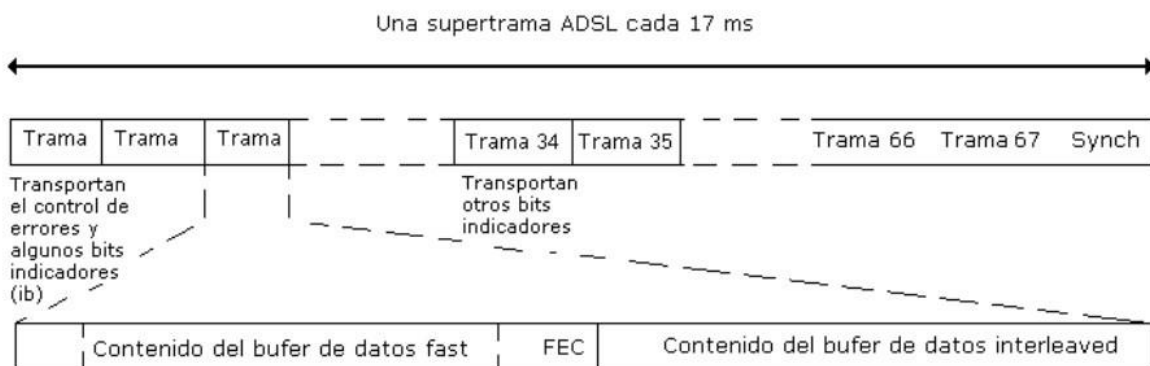 Una supertrama ADSL cada 17 ms
Trama Trama Trama Trama 34 Trama 35 Trama 66 Trama 67 Synch
Transportan
el control de
errores y
algunos bits
indicadores
(ib)
Transportan
otros bits
indicadores
Contenido del bufer de datos fast FEC Contenido del bufer de datos interleaved